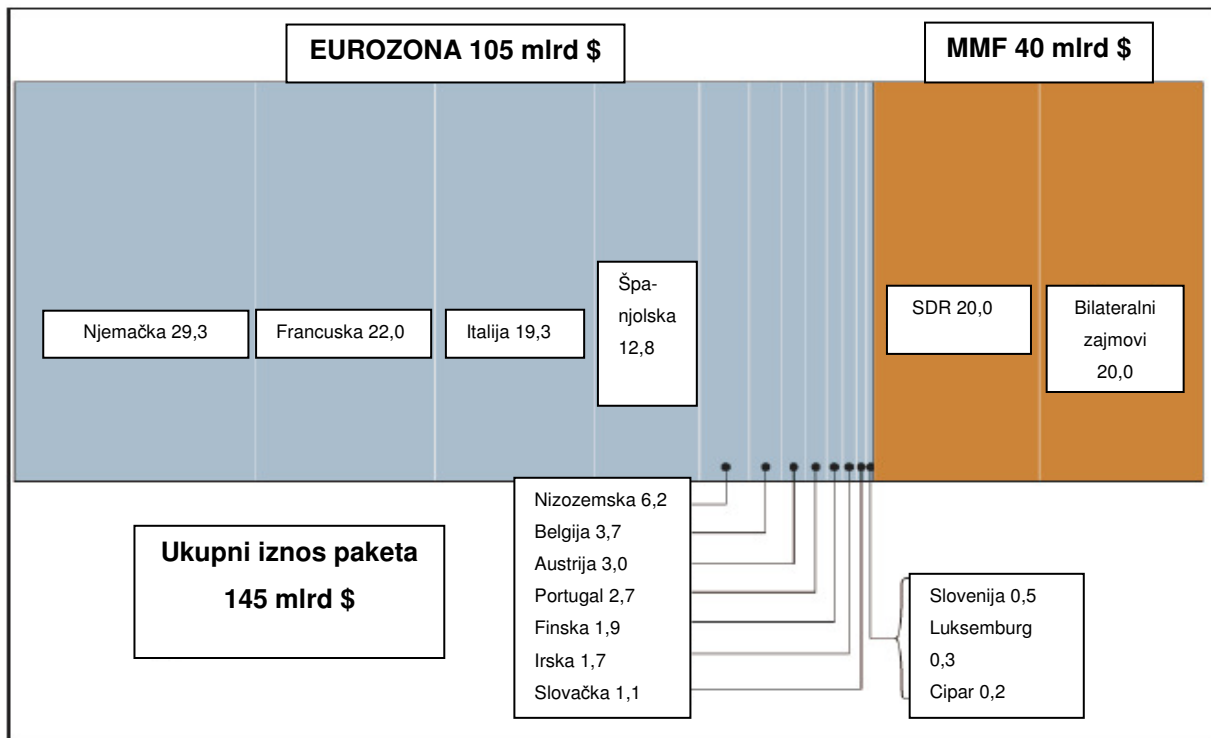 EUROZONA 105 mlrd $
MMF 40 mlrd $
Njemačka 29,3
Francuska 22,0
Italija 19,3
Špa-
njolska
12,8
SDR 20,0
Bilateralni
zajmovi
20,0
Ukupni iznos paketa
145 mlrd $
Nizozemska 6,2
Belgija 3,7
Austrija 3,0
Portugal 2,7
Finska 1,9
Irska 1,7
Slovačka 1,1
Slovenija 0,5
Luksemburg
0,3
Cipar 0,2